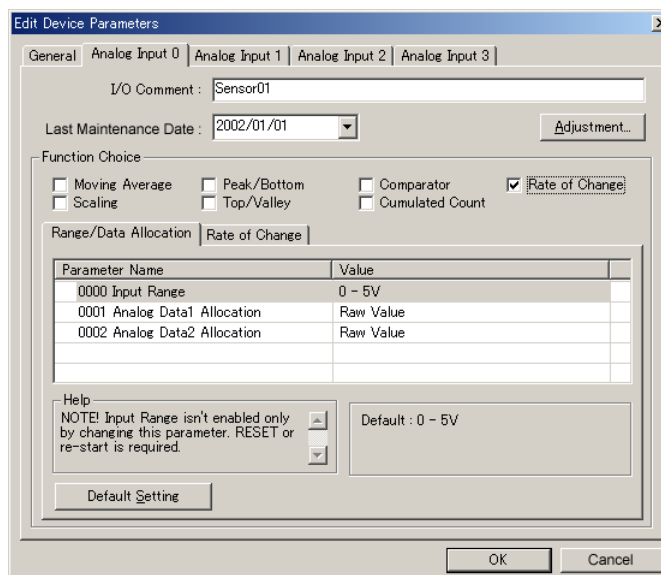 Edit Device Parameters
General Analog Input 0 Analog Input 1 Analog Input 2 Analog Input 3
I/O Comment : Sensor01
Last Maintenance Date : 2002/01/01 Adjustment...
Function Choice
Moving Average Peak/Bottom Comparator Rate of Change
Scaling Top/Valley Cumulated Count
Range/Data Allocation Rate of Change
Parameter Name Value
0000 Input Range 0 - 5V
0001 Analog Data1 Allocation Raw Value
0002 Analog Data2 Allocation Raw Value
Help
NOTE! Input Range isn't enabled only
by changing this parameter. RESET or
re-start is required.
Default : 0 - 5V
Default Setting
OK Cancel